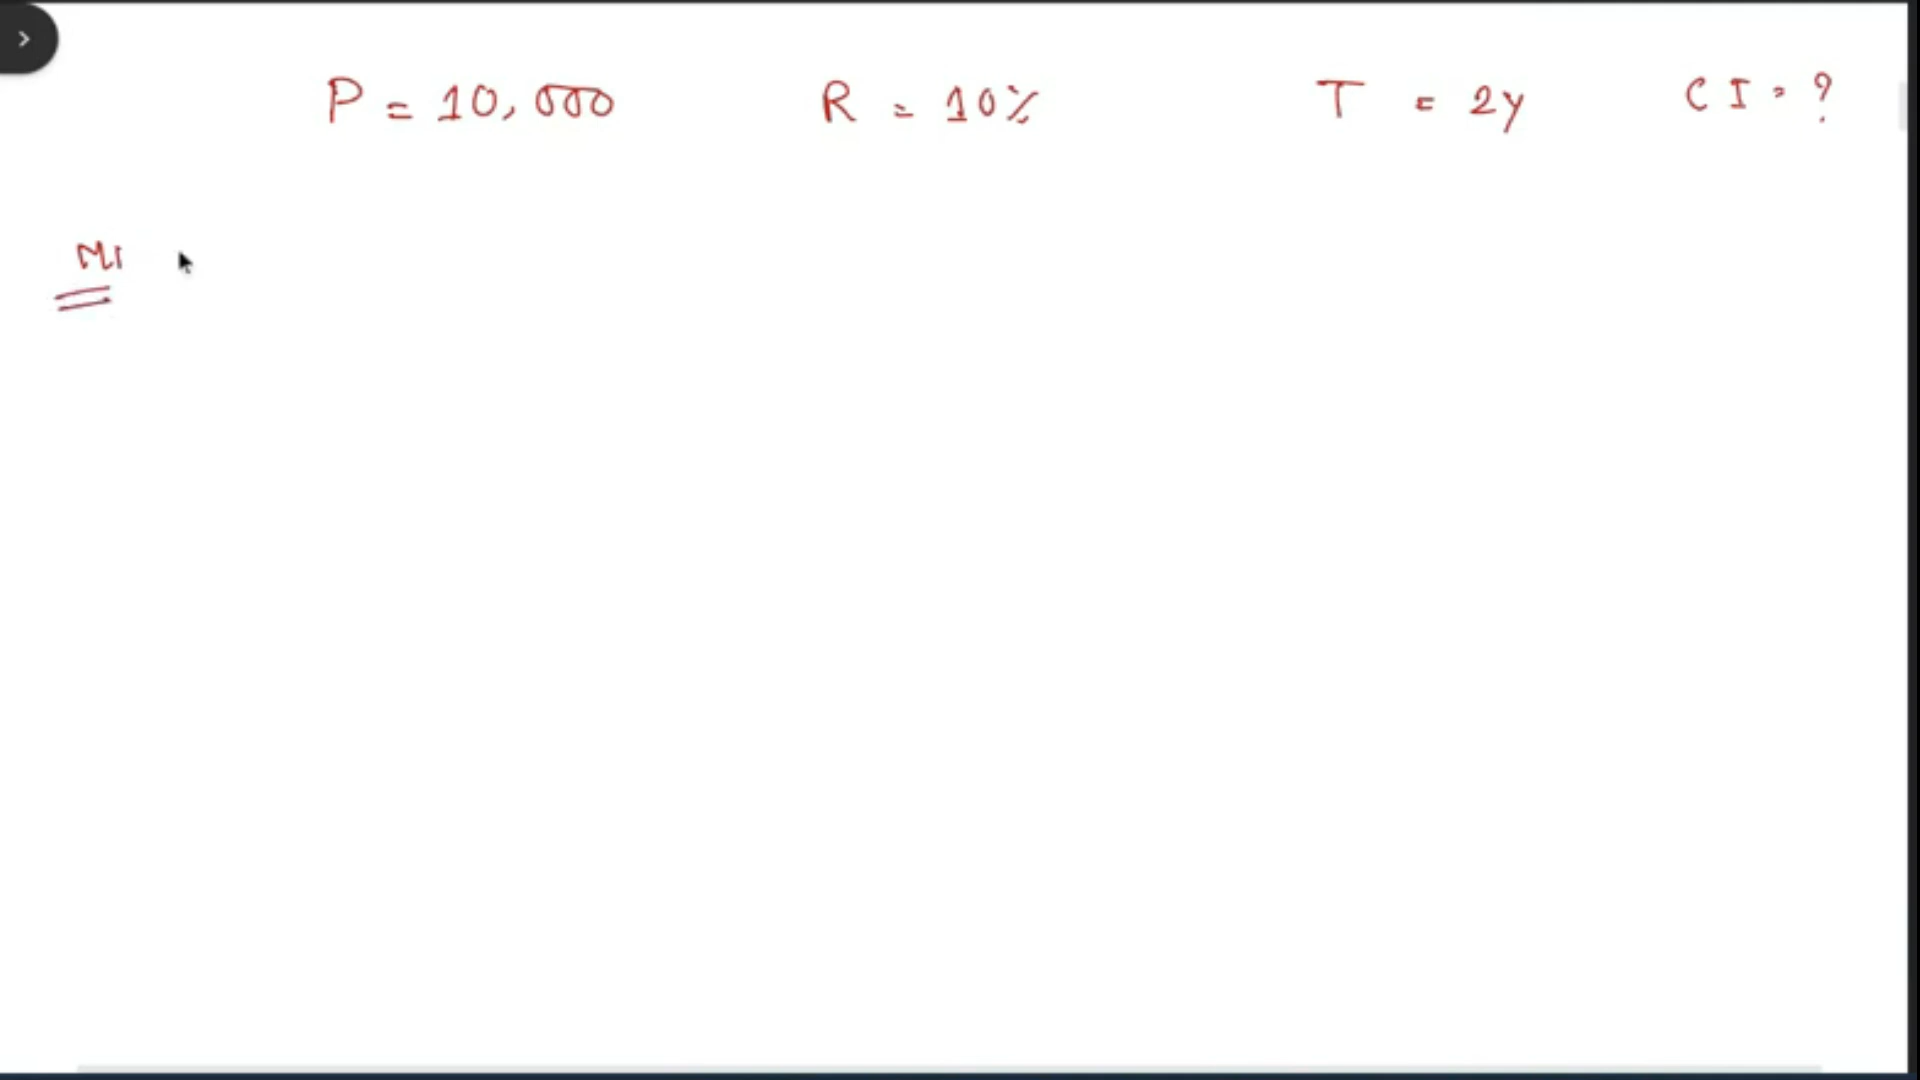 P = 10,000 R = 10% T = 2y CI = ?
M1